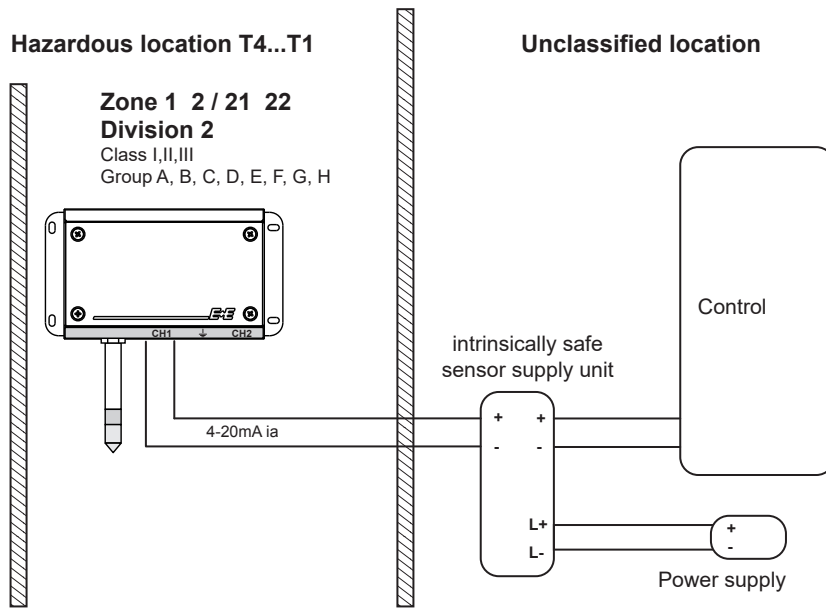 Hazardous location T4...T1
Unclassified location
Zone 1 2 / 21 22
Division 2
Class I,II,III
Group A, B, C, D, E, F, G, H
E+E
CH1 ⏚ CH2
Control
intrinsically safe
sensor supply unit
+ +
4-20mA ia
- -
L+ +
L- -
Power supply